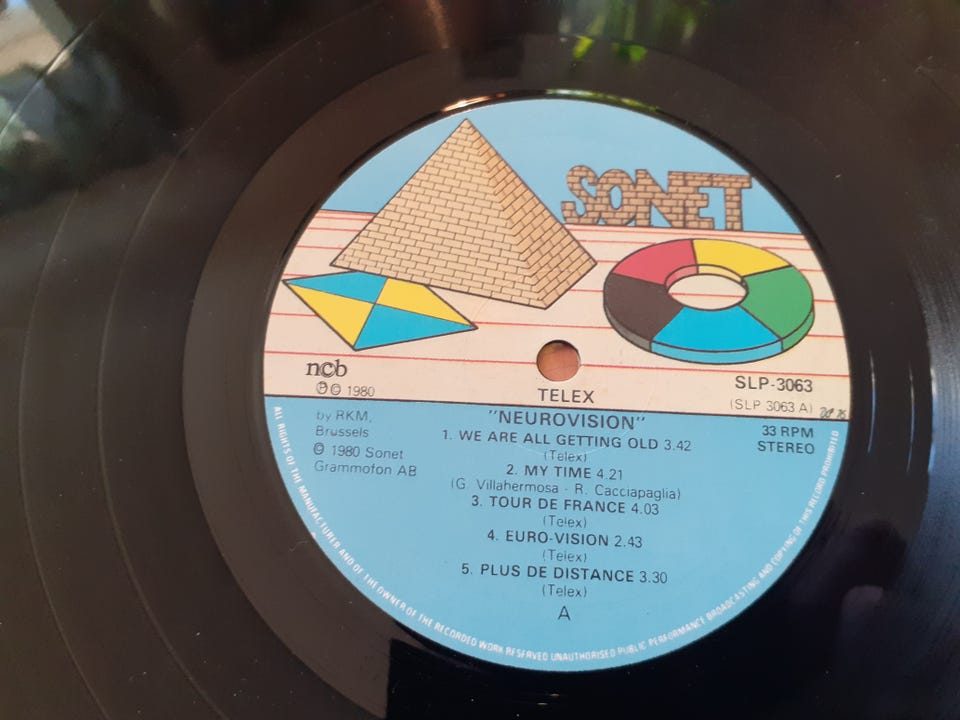 SONET
ncb
℗ © 1980
TELEX
SLP-3063
(SLP 3063 A)
by RKM,
Brussels
© 1980 Sonet
Grammofon AB
"NEUROVISION"
33 RPM
STEREO
1. WE ARE ALL GETTING OLD 3.42
(Telex)
2. MY TIME 4.21
(G. Villahermosa - R. Cacciapaglia)
3. TOUR DE FRANCE 4.03
(Telex)
4. EURO-VISION 2.43
(Telex)
5. PLUS DE DISTANCE 3.30
(Telex)
A
ALL RIGHTS OF THE MANUFACTURER AND OF THE OWNER OF THE RECORDED WORK RESERVED UNAUTHORISED PUBLIC PERFORMANCE BROADCASTING AND COPYING OF THIS RECORD PROHIBITED